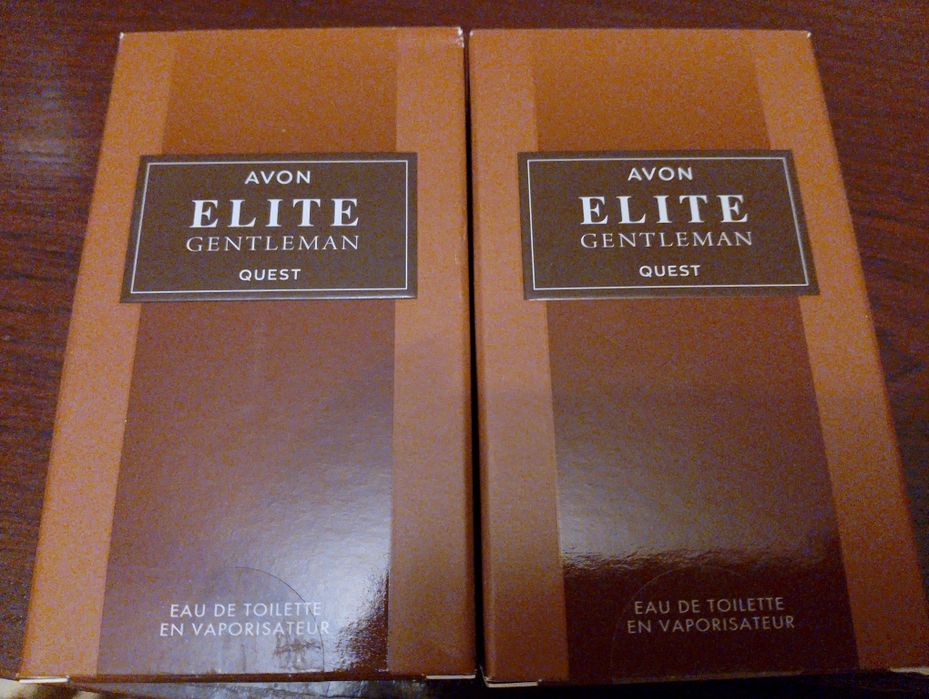 AVON
ELITE
GENTLEMAN
QUEST
EAU DE TOILETTE
EN VAPORISATEUR
AVON
ELITE
GENTLEMAN
QUEST
EAU DE TOILETTE
EN VAPORISATEUR